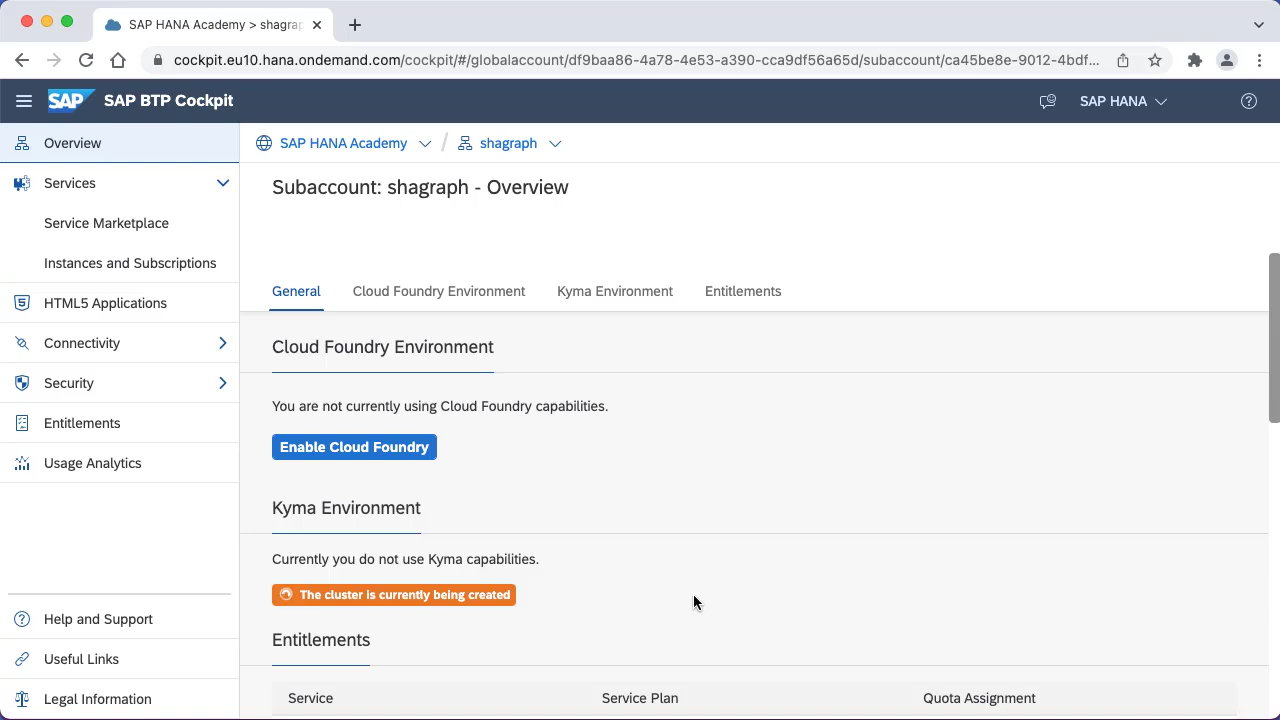 SAP HANA Academy > shagra
cockpit.eu10.hana.ondemand.com/cockpit/#/globalaccount/df9baa86-4a78-4e53-a390-cca9df56a65d/subaccount/ca45be8e-9012-4bdf...
SAP SAP BTP Cockpit
SAP HANA
Overview
Services
Service Marketplace
Instances and Subscriptions
HTML5 Applications
Connectivity
Security
Entitlements
Usage Analytics
Help and Support
Useful Links
Legal Information
SAP HANA Academy / shagraph
Subaccount: shagraph - Overview
General Cloud Foundry Environment Kyma Environment Entitlements
Cloud Foundry Environment
You are not currently using Cloud Foundry capabilities.
Enable Cloud Foundry
Kyma Environment
Currently you do not use Kyma capabilities.
The cluster is currently being created
Entitlements
Service Service Plan Quota Assignment